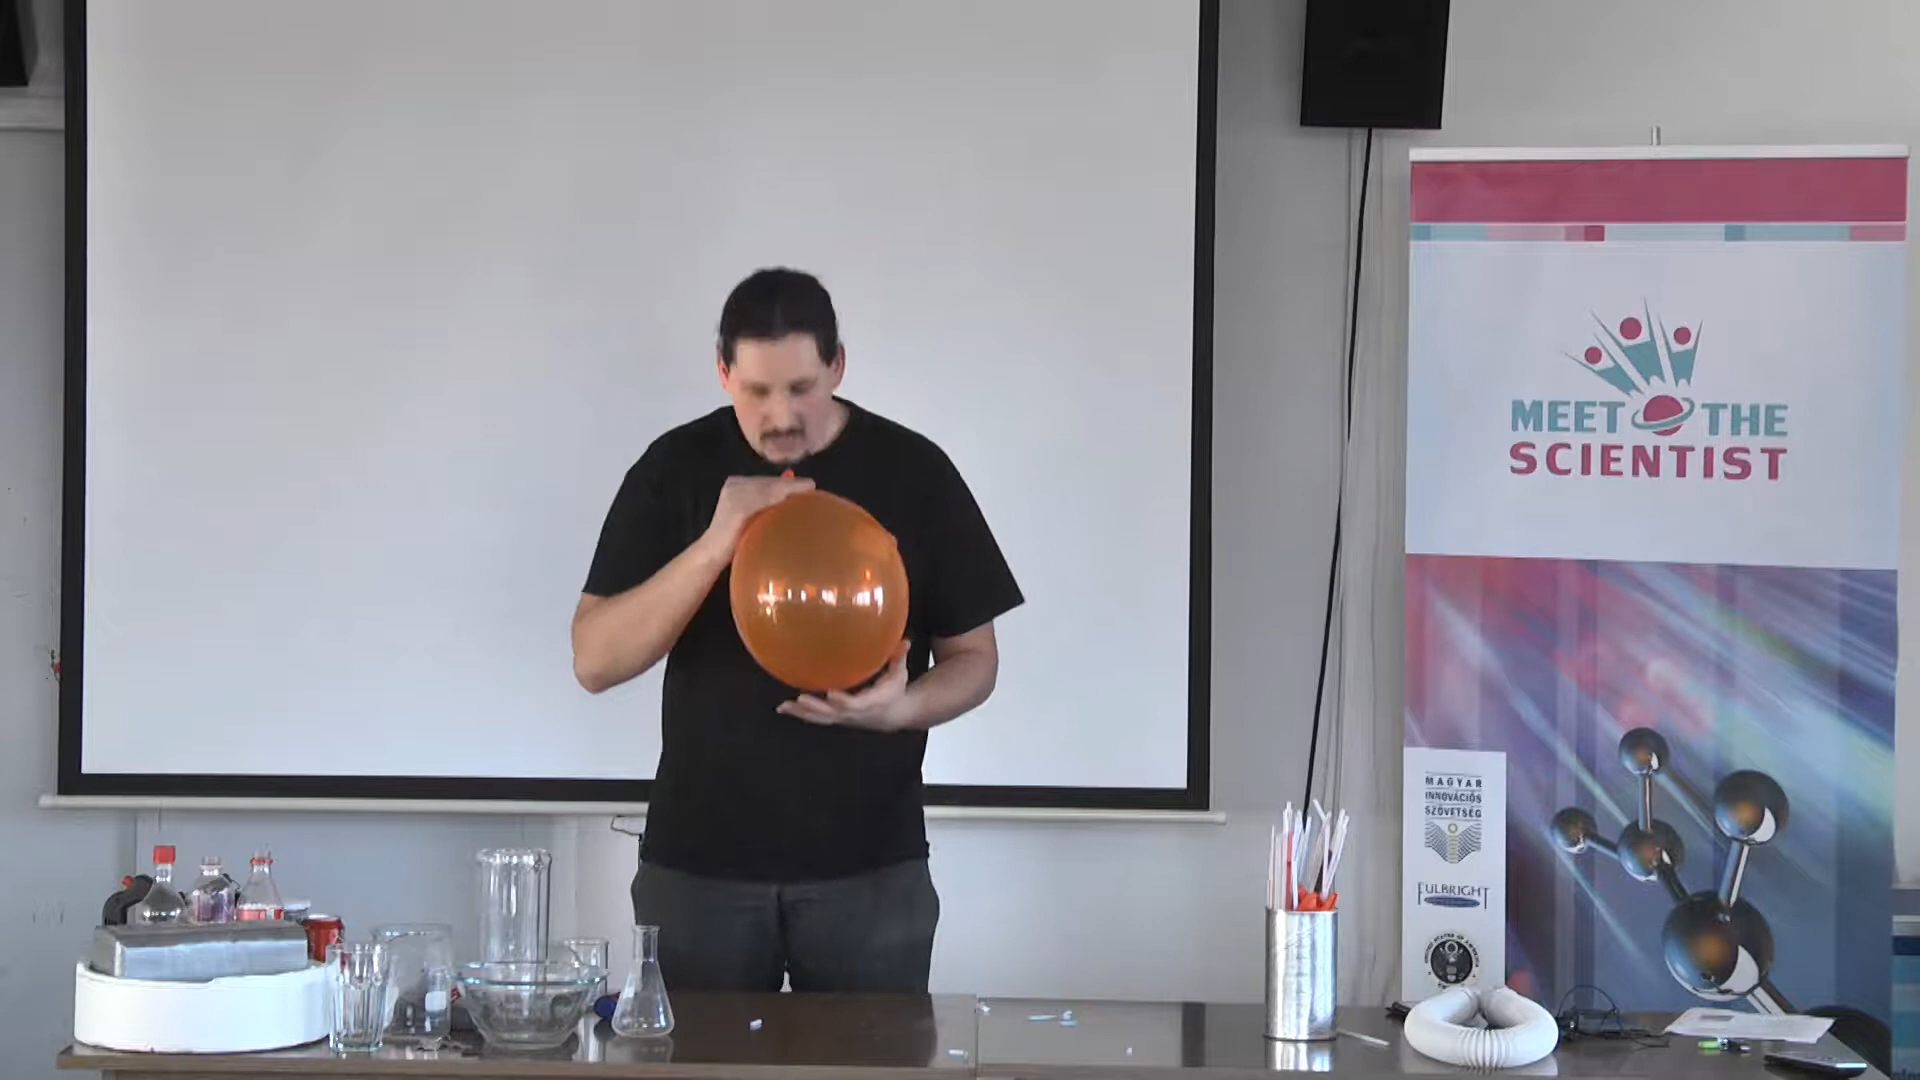 MEET THE
SCIENTIST
MAGYAR
INNOVÁCIÓS
SZÖVETSÉG
FULBRIGHT